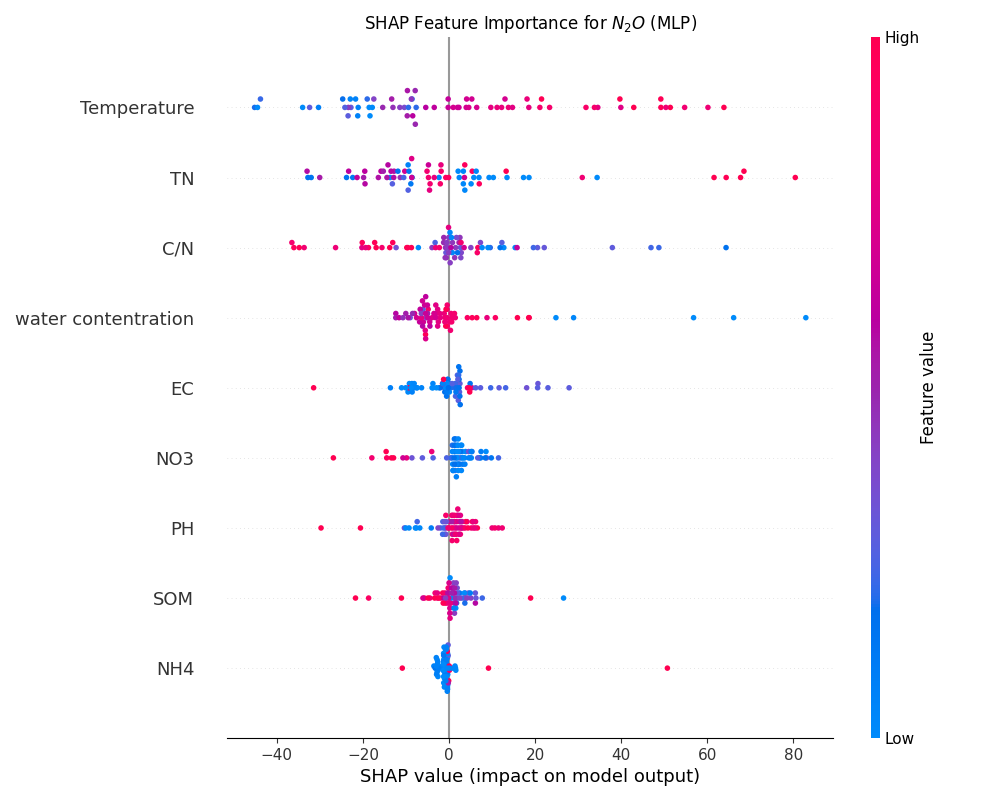 SHAP Feature Importance for N₂O (MLP)
High
Temperature
TN
C/N
water contentration
EC
NO3
PH
SOM
NH4
Feature value
Low
−40 −20 0 20 40 60 80
SHAP value (impact on model output)